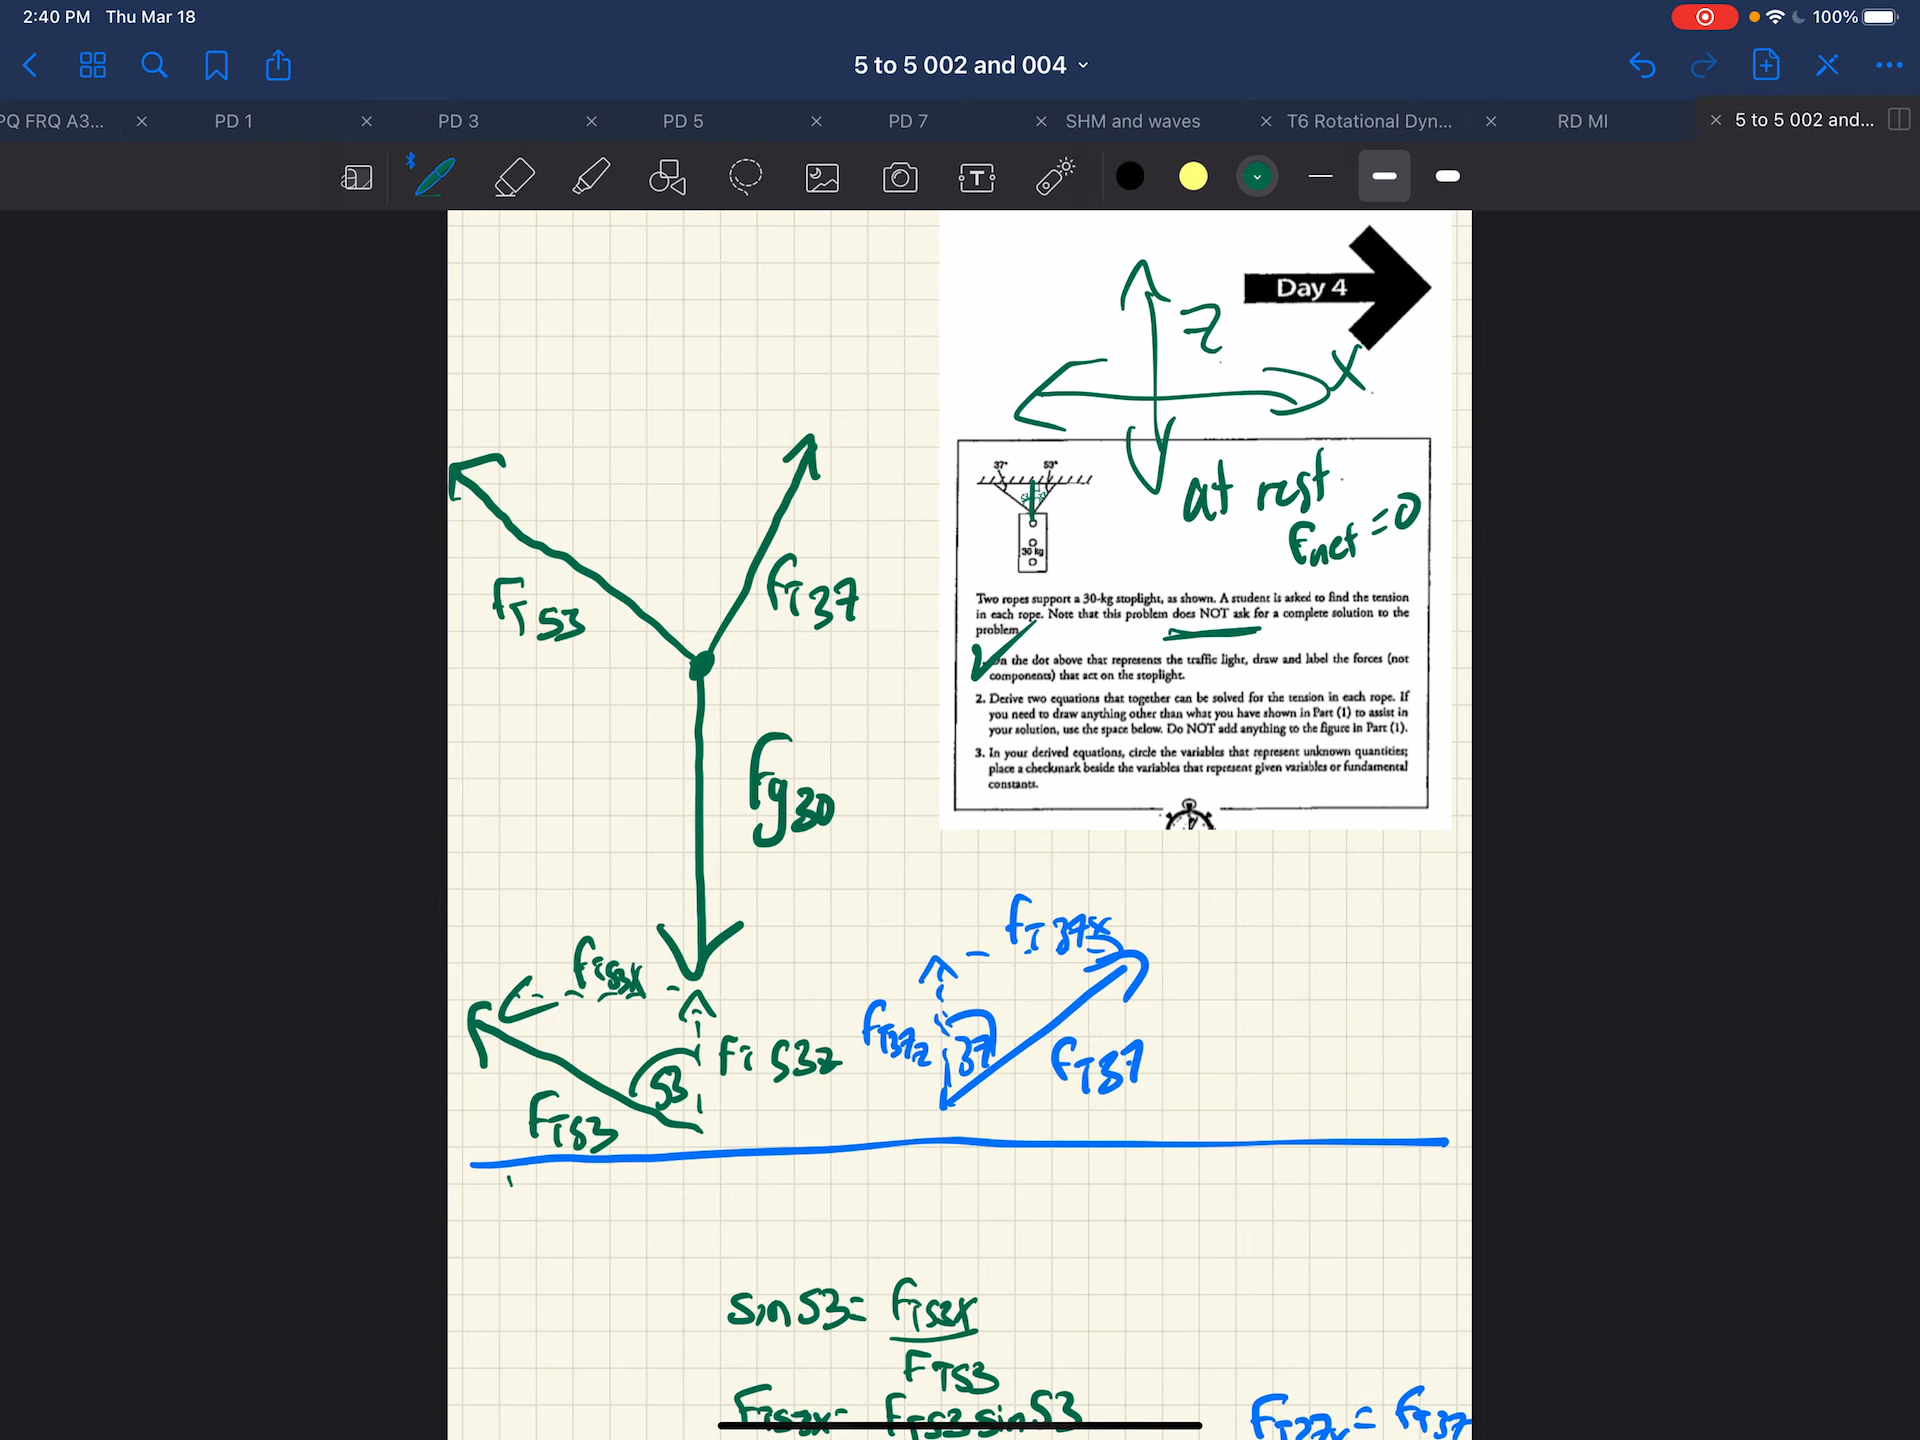 2:40 PM Thu Mar 18
100%
5 to 5 002 and 004
PQ FRQ A3...
PD 1
PD 3
PD 5
PD 7
SHM and waves
T6 Rotational Dyn...
RD MI
5 to 5 002 and...
Day 4
z
x
at rest
Fnet = 0
37°
53°
30 kg
Two ropes support a 30-kg stoplight, as shown. A student is asked to find the tension
in each rope. Note that this problem does NOT ask for a complete solution to the
problem.
On the dot above that represents the traffic light, draw and label the forces (not
components) that act on the stoplight.
2. Derive two equations that together can be solved for the tension in each rope. If
you need to draw anything other than what you have shown in Part (1) to assist in
your solution, use the space below. Do NOT add anything to the figure in Part (1).
3. In your derived equations, circle the variables that represent unknown quantities;
place a checkmark beside the variables that represent given variables or fundamental
constants.
FT53
FT37
Fg30
FT53x
FT53z
53
FT53
FT37x
FT37z
37
FT37
sin53 = FT53x
FT53
FT53x = FT53 sin53
FT37x = FT37